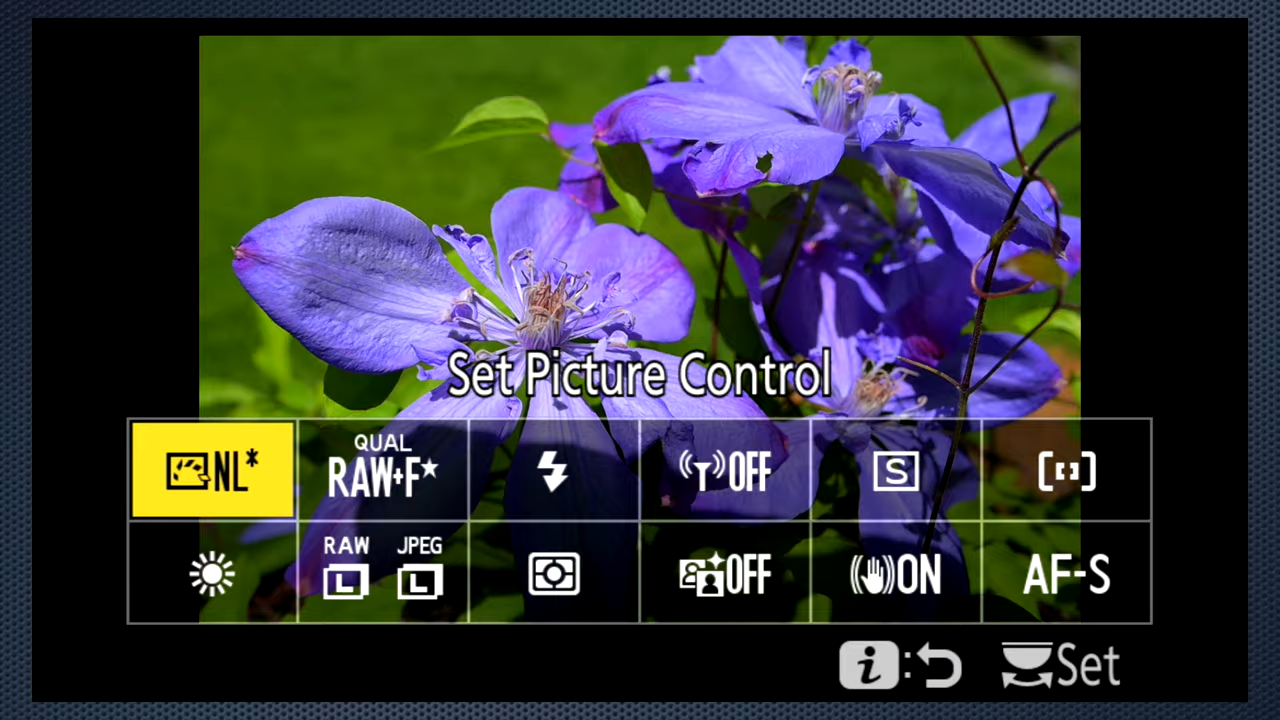 Set Picture Control
NL*
QUAL
RAW+F★
OFF
S
RAW JPEG
L L
OFF
ON
AF-S
i : Set